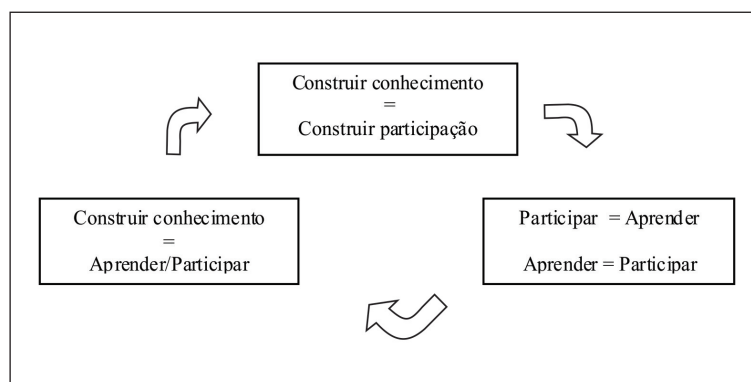 Construir conhecimento
=
Construir participação
Construir conhecimento
=
Aprender/Participar
Participar = Aprender
Aprender = Participar